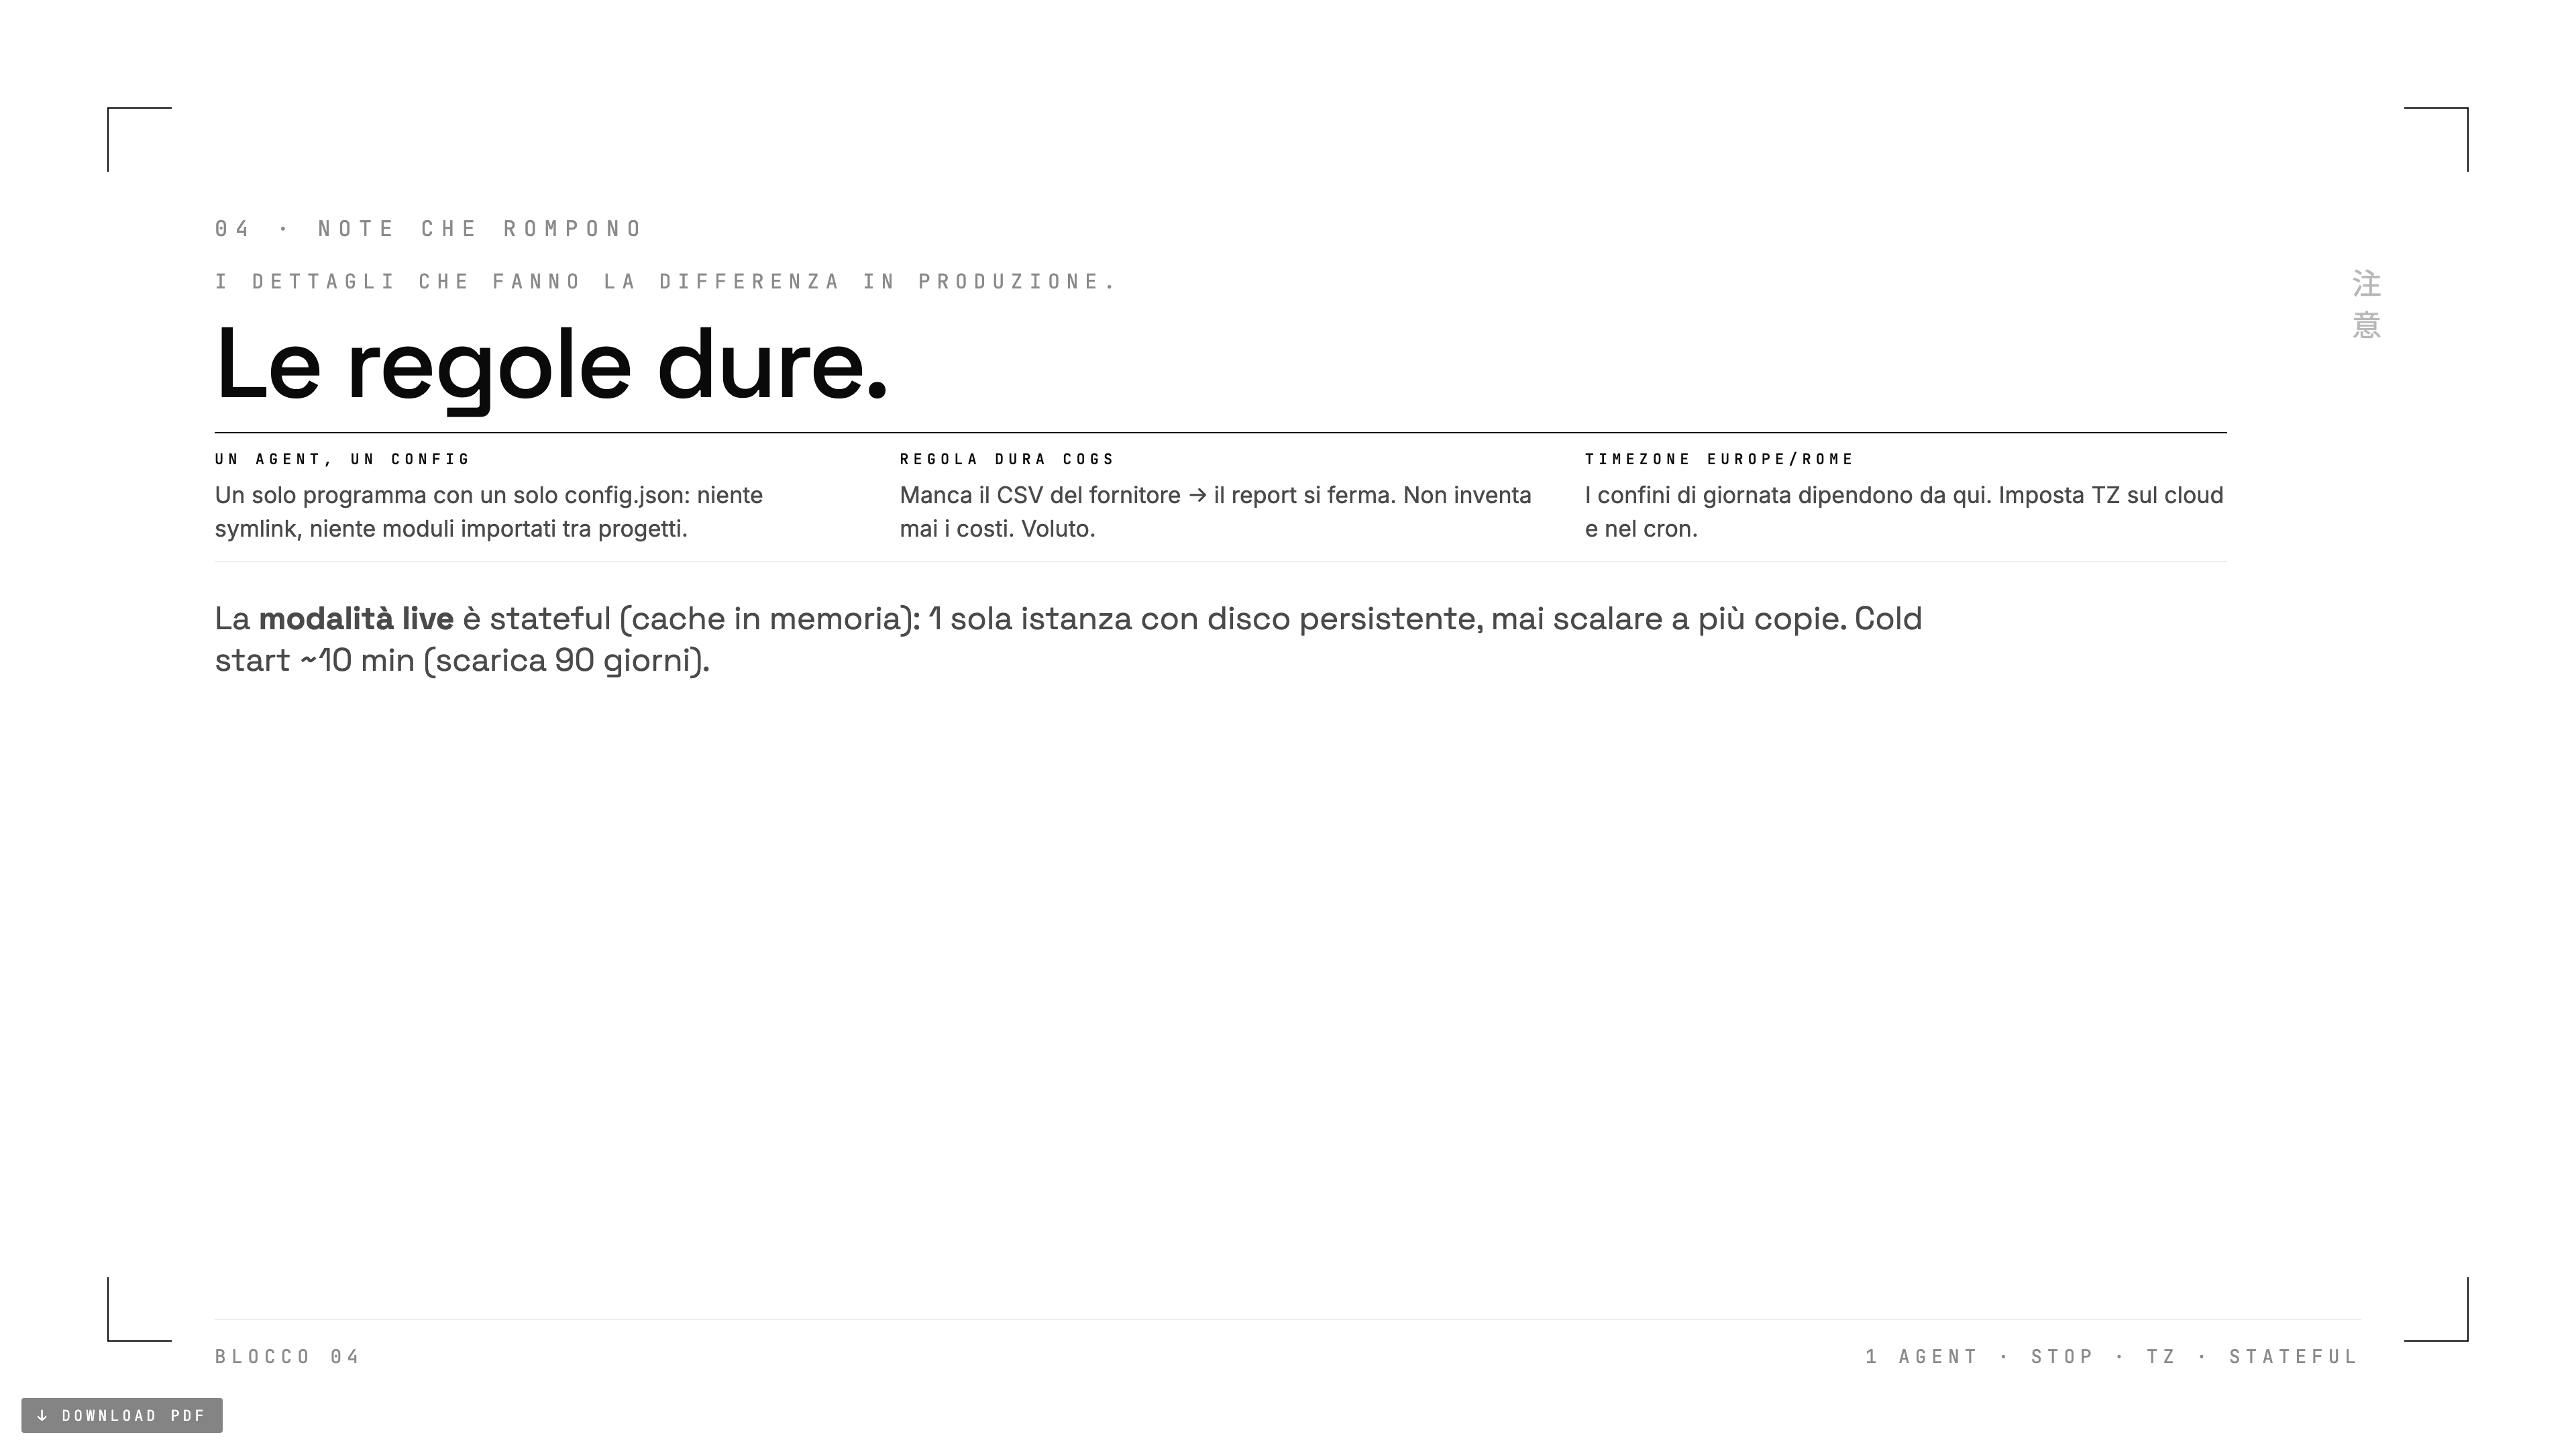 04 · NOTE CHE ROMPONO
I DETTAGLI CHE FANNO LA DIFFERENZA IN PRODUZIONE.
注意
Le regole dure.
UN AGENT, UN CONFIG
Un solo programma con un solo config.json: niente
symlink, niente moduli importati tra progetti.
REGOLA DURA COGS
Manca il CSV del fornitore → il report si ferma. Non inventa
mai i costi. Voluto.
TIMEZONE EUROPE/ROME
I confini di giornata dipendono da qui. Imposta TZ sul cloud
e nel cron.
La modalità live è stateful (cache in memoria): 1 sola istanza con disco persistente, mai scalare a più copie. Cold
start ~10 min (scarica 90 giorni).
BLOCCO 04
1 AGENT · STOP · TZ · STATEFUL
↓ DOWNLOAD PDF